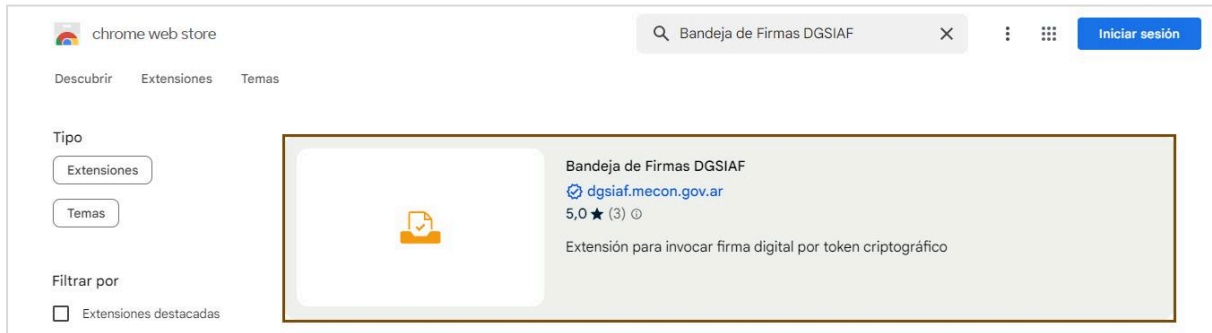 chrome web store
Bandeja de Firmas DGSIAF
Iniciar sesión
Descubrir Extensiones Temas
Tipo
Extensiones
Temas
Filtrar por
Extensiones destacadas
Bandeja de Firmas DGSIAF
dgsiaf.mecon.gov.ar
5,0 ★ (3)
Extensión para invocar firma digital por token criptográfico